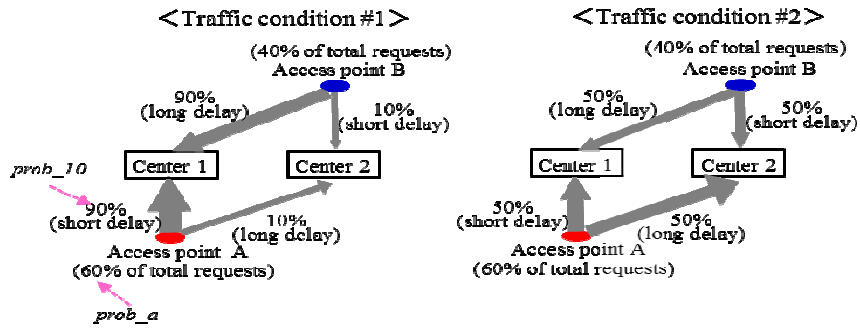 ＜Traffic condition #1＞
(40% of total requests)
Access point B
90%
(long delay)
10%
(short delay)
Center 1
Center 2
prob_10
90%
(short delay)
10%
(long delay)
Access point A
(60% of total requests)
prob_a
＜Traffic condition #2＞
(40% of total requests)
Access point B
50%
(long delay)
50%
(short delay)
Center 1
Center 2
50%
(short delay)
50%
(long delay)
Access point A
(60% of total requests)